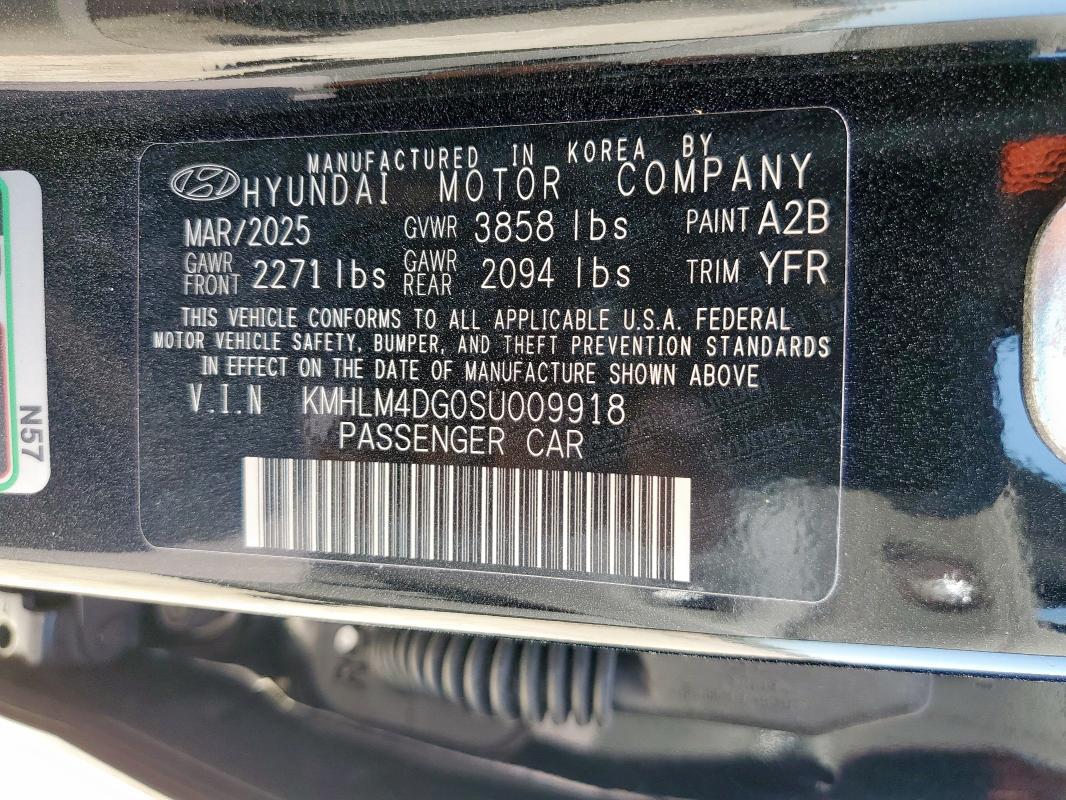 MANUFACTURED IN KOREA BY
HYUNDAI MOTOR COMPANY
MAR/2025 GVWR 3858 lbs PAINT A2B
GAWR FRONT 2271 lbs GAWR REAR 2094 lbs TRIM YFR
THIS VEHICLE CONFORMS TO ALL APPLICABLE U.S.A. FEDERAL
MOTOR VEHICLE SAFETY, BUMPER, AND THEFT PREVENTION STANDARDS
IN EFFECT ON THE DATE OF MANUFACTURE SHOWN ABOVE
V.I.N KMHLM4DG0SU009918
PASSENGER CAR
N57